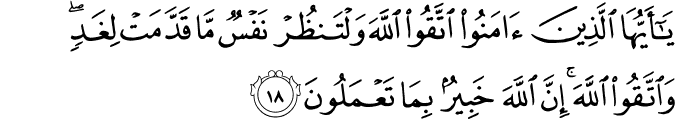 يَٰٓأَيُّهَا ٱلَّذِينَ ءَامَنُوا۟ ٱتَّقُوا۟ ٱللَّهَ وَلْتَنظُرْ نَفْسٌ مَّا قَدَّمَتْ لِغَدٍ ۖ
وَٱتَّقُوا۟ ٱللَّهَ ۚ إِنَّ ٱللَّهَ خَبِيرٌۢ بِمَا تَعْمَلُونَ ١٨